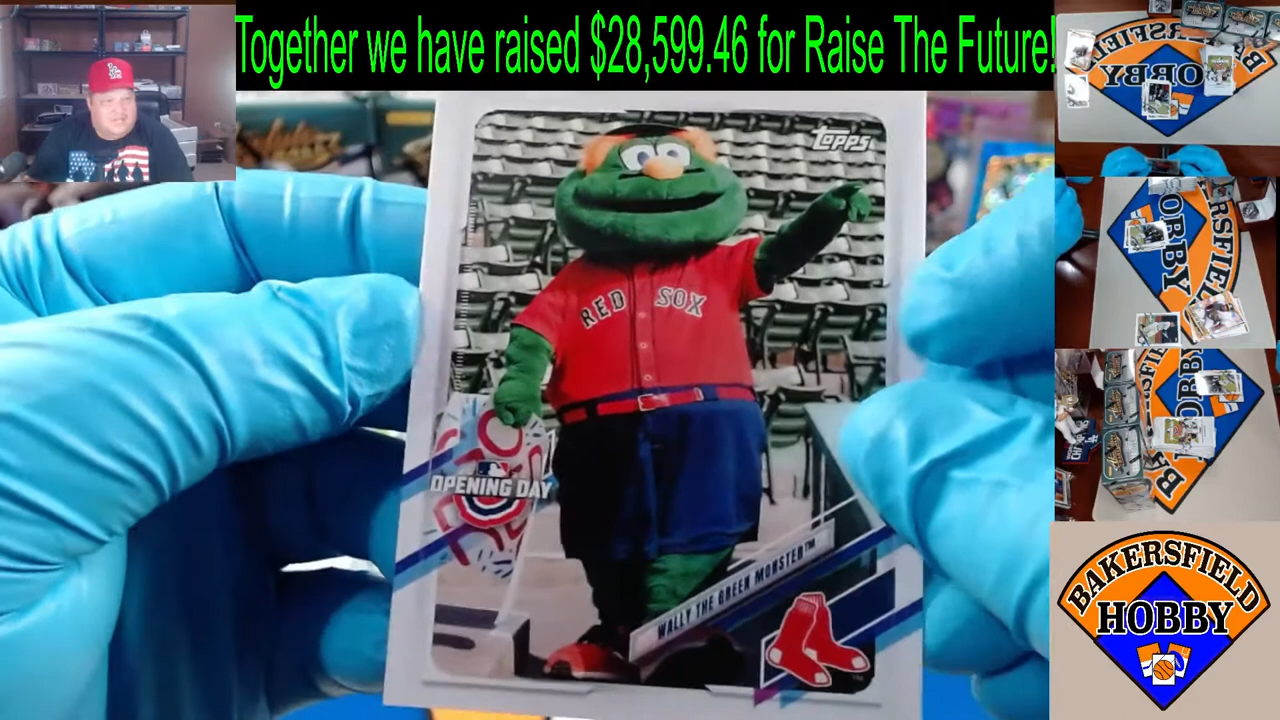 Together we have raised $28,599.46 for Raise The Future!
TOPPS
RED SOX
OPENING DAY
WALLY THE GREEN MONSTER™
BAKERSFIELD
HOBBY